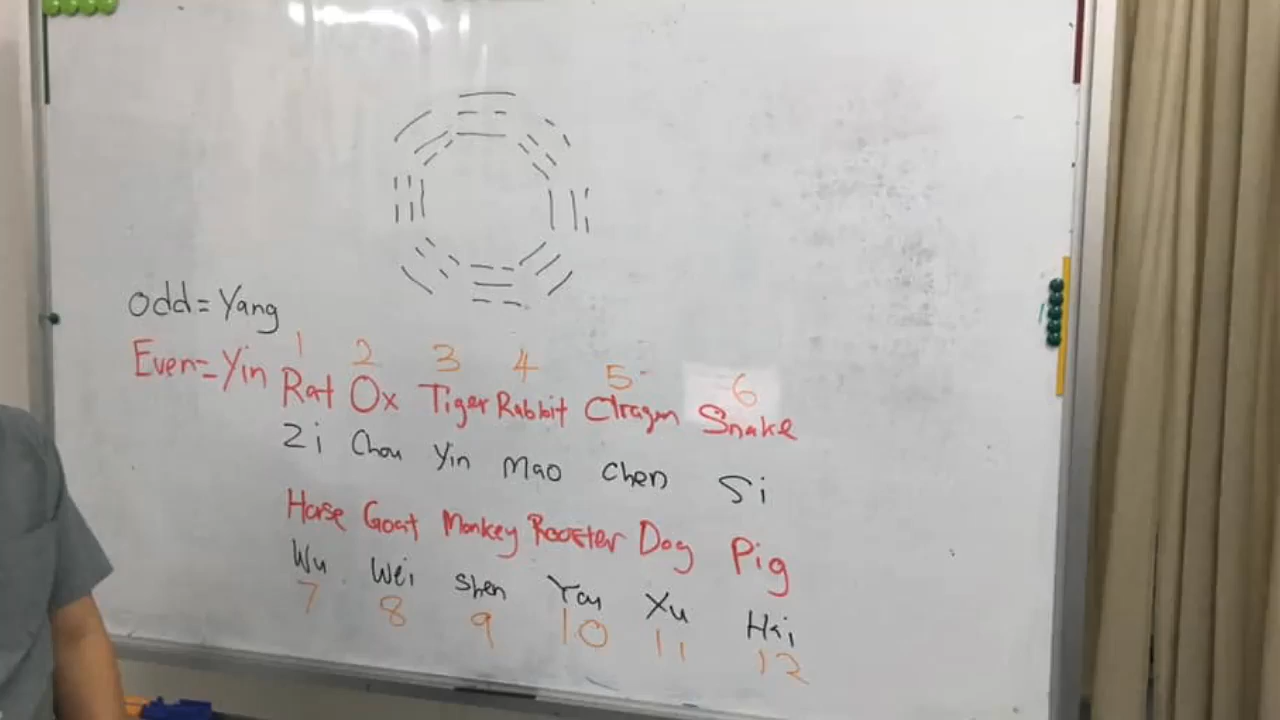 Odd = Yang
Even = Yin
1 2 3 4 5 6
Rat Ox Tiger Rabbit Dragon Snake
Zi Chou Yin Mao Chen Si
Horse Goat Monkey Rooster Dog Pig
Wu Wei Shen You Xu Hai
7 8 9 10 11 12